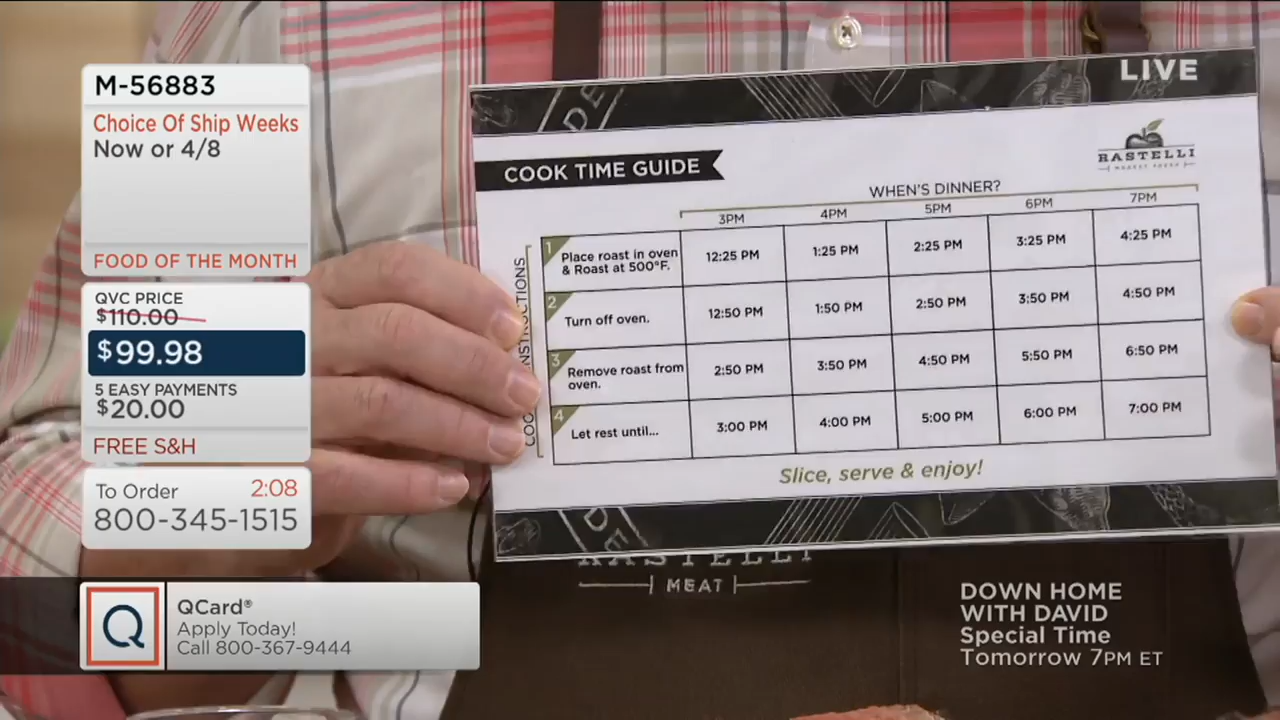 M-56883
Choice Of Ship Weeks
Now or 4/8
FOOD OF THE MONTH
QVC PRICE
$110.00
$99.98
5 EASY PAYMENTS
$20.00
FREE S&H
To Order 2:08
800-345-1515
Q
QCard®
Apply Today!
Call 800-367-9444
LIVE
DE
RASTELLI
MARKET FRESH
COOK TIME GUIDE
WHEN'S DINNER?
3PM 4PM 5PM 6PM 7PM
1 Place roast in oven
& Roast at 500°F.
12:25 PM 1:25 PM 2:25 PM 3:25 PM 4:25 PM
2 Turn off oven. 12:50 PM 1:50 PM 2:50 PM 3:50 PM 4:50 PM
3 Remove roast from
oven.
2:50 PM 3:50 PM 4:50 PM 5:50 PM 6:50 PM
4 Let rest until... 3:00 PM 4:00 PM 5:00 PM 6:00 PM 7:00 PM
Slice, serve & enjoy!
DE
RASTELLI
MEAT
DOWN HOME
WITH DAVID
Special Time
Tomorrow 7PM ET